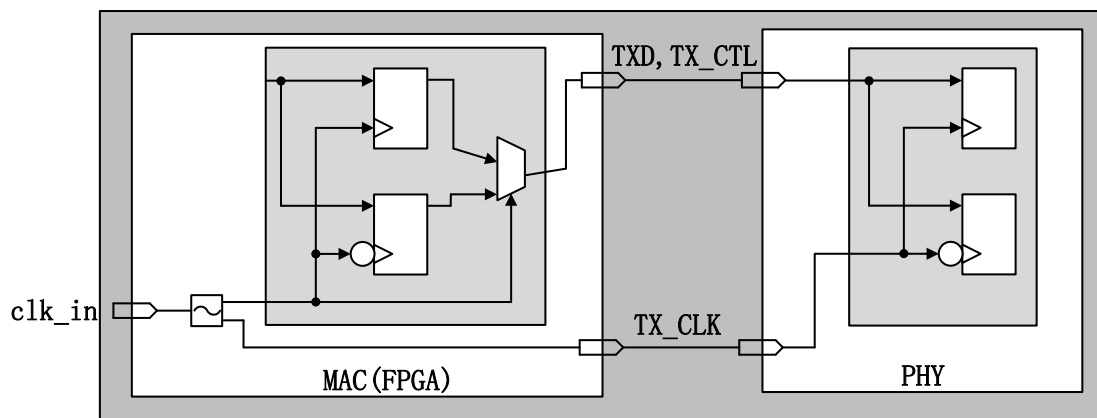 TXD, TX_CTL
clk_in
TX_CLK
MAC(FPGA)
PHY